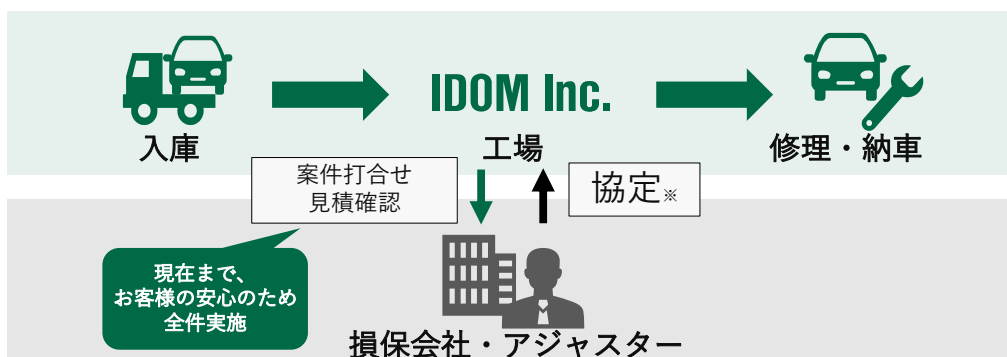 IDOM Inc.
入庫
工場
修理・納車
案件打合せ
見積確認
協定※
現在まで、
お客様の安心のため
全件実施
損保会社・アジャスター